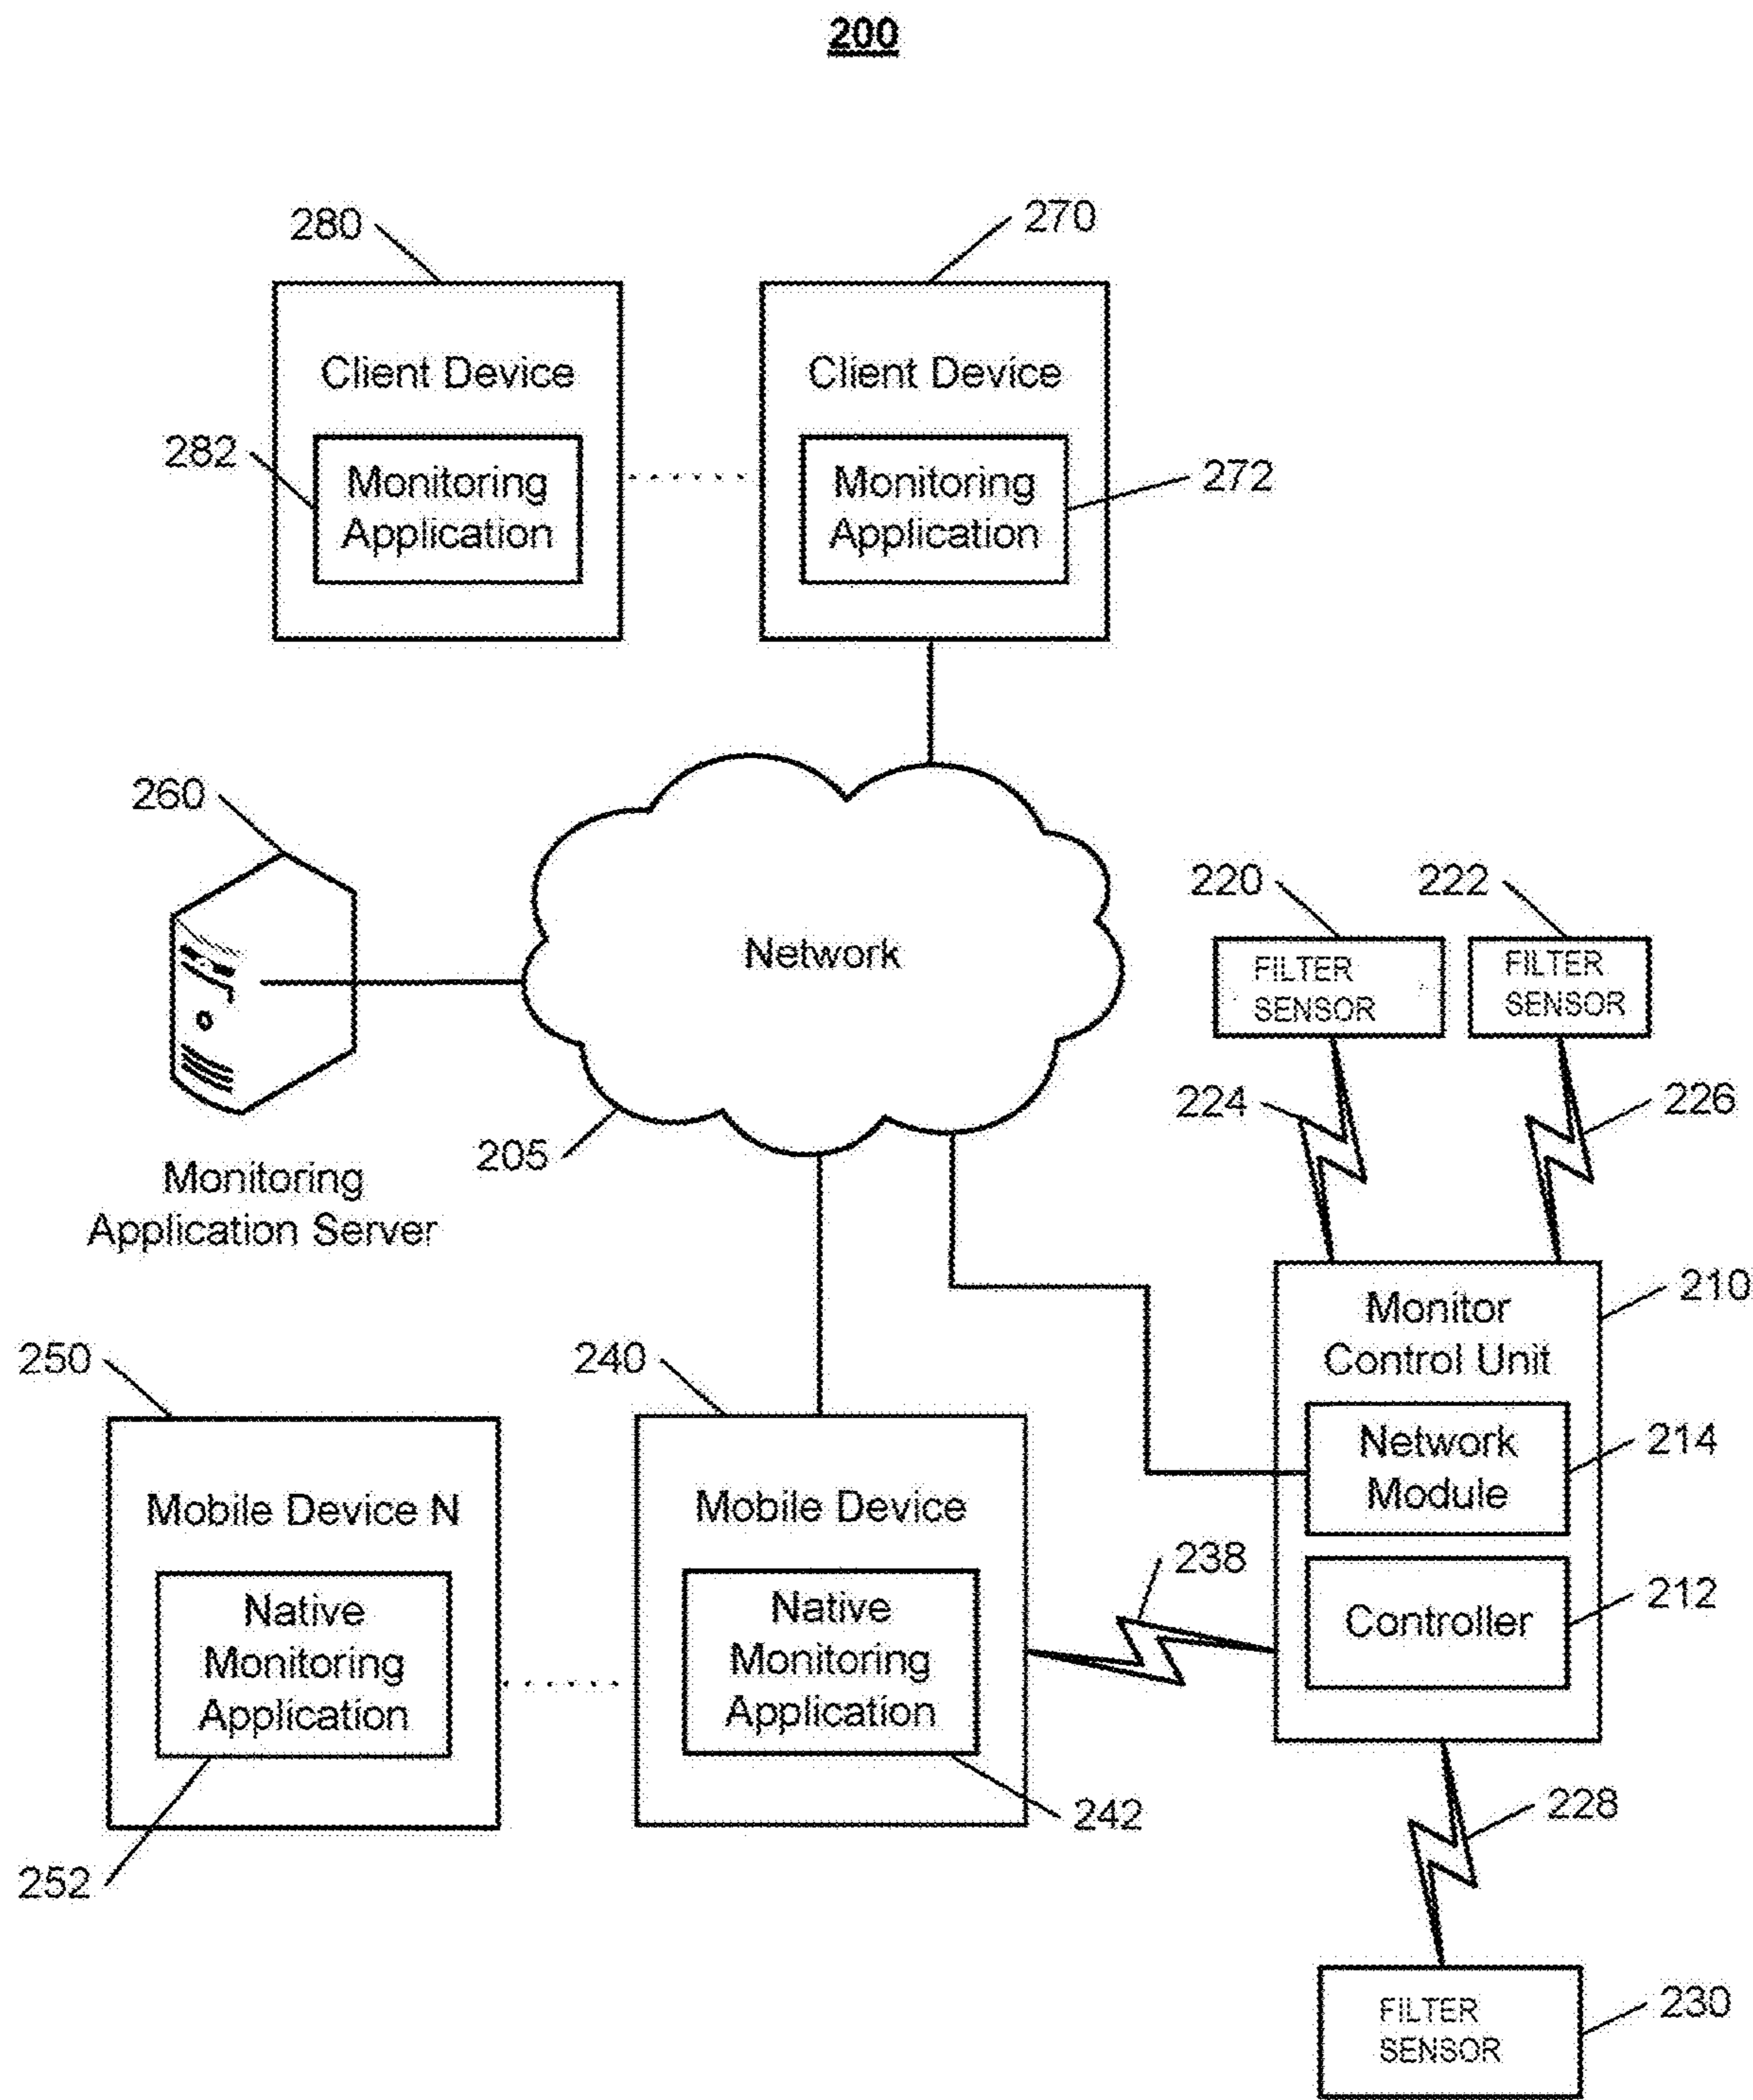 200
280
270
Client Device
Client Device
282
Monitoring
Application
Monitoring
Application
272
260
Network
220
222
FILTER
SENSOR
FILTER
SENSOR
224
226
205
Monitoring
Application Server
210
Monitor
Control Unit
250
240
Network
Module
214
Mobile Device N
Mobile Device
238
Controller
212
Native
Monitoring
Application
Native
Monitoring
Application
242
228
252
FILTER
SENSOR
230